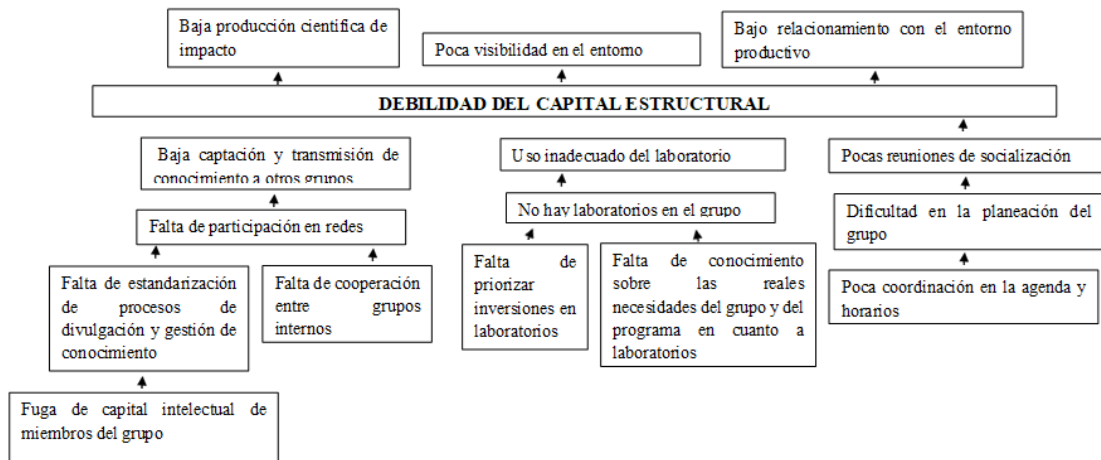 Baja producción científica de
impacto
Poca visibilidad en el entorno
Bajo relacionamiento con el entorno
productivo
DEBILIDAD DEL CAPITAL ESTRUCTURAL
Baja captación y transmisión de
conocimiento a otros grupos
Uso inadecuado del laboratorio
Pocas reuniones de socialización
Falta de participación en redes
No hay laboratorios en el grupo
Dificultad en la planeación del
grupo
Falta de estandarización
de procesos de
divulgación y gestión de
conocimiento
Falta de cooperación
entre grupos
internos
Falta de
priorizar
inversiones en
laboratorios
Falta de conocimiento
sobre las reales
necesidades del grupo y del
programa en cuanto a
laboratorios
Poca coordinación en la agenda y
horarios
Fuga de capital intelectual de
miembros del grupo